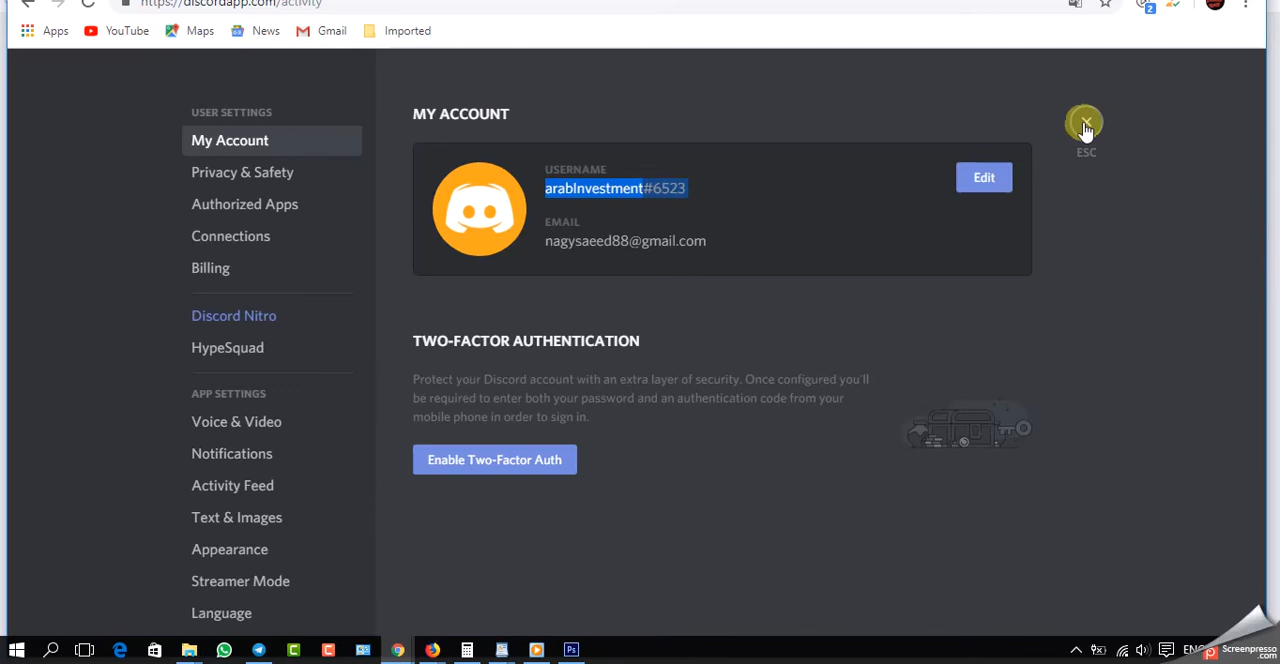 https://discordapp.com/activity
2
Apps YouTube Maps News Gmail Imported
USER SETTINGS
My Account
Privacy & Safety
Authorized Apps
Connections
Billing
Discord Nitro
HypeSquad
APP SETTINGS
Voice & Video
Notifications
Activity Feed
Text & Images
Appearance
Streamer Mode
Language
MY ACCOUNT
ESC
USERNAME
arabInvestment#6523
Edit
EMAIL
nagysaeed88@gmail.com
TWO-FACTOR AUTHENTICATION
Protect your Discord account with an extra layer of security. Once configured you'll
be required to enter both your password and an authentication code from your
mobile phone in order to sign in.
Enable Two-Factor Auth
Ps
Screenpresso
.com